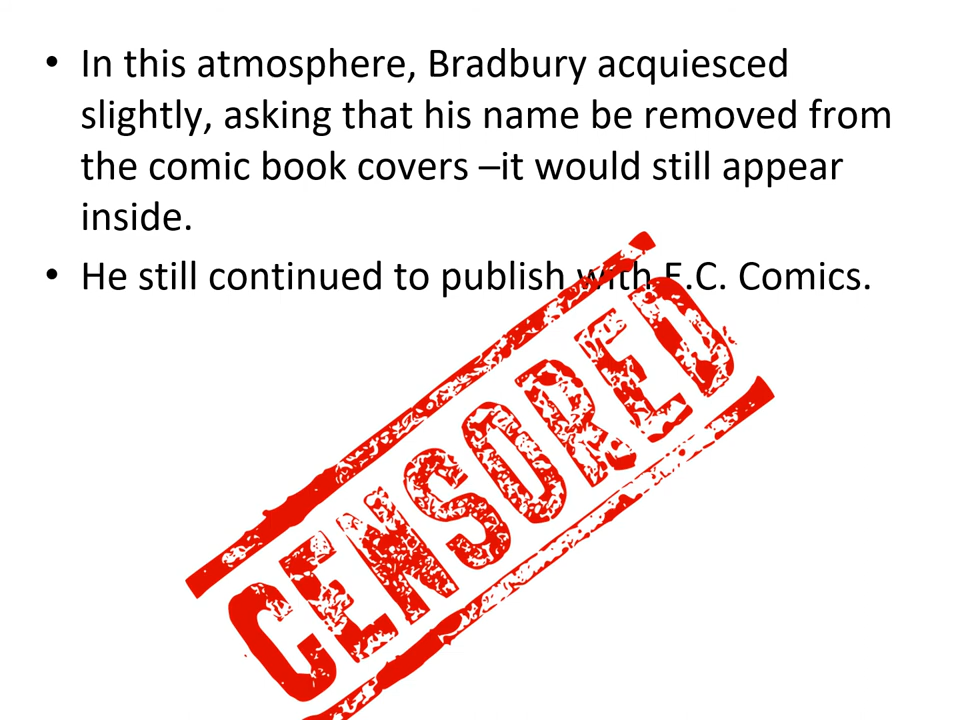 • In this atmosphere, Bradbury acquiesced
slightly, asking that his name be removed from
the comic book covers –it would still appear
inside.
• He still continued to publish with E.C. Comics.
CENSORED